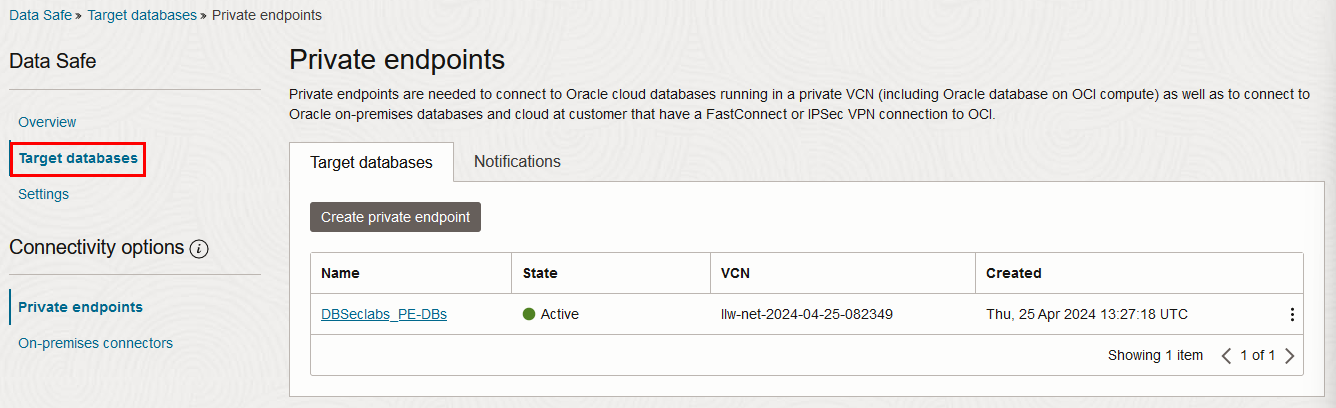 Data Safe » Target databases » Private endpoints
Data Safe
Overview
Target databases
Settings
Connectivity options i
Private endpoints
On-premises connectors
Private endpoints
Private endpoints are needed to connect to Oracle cloud databases running in a private VCN (including Oracle database on OCI compute) as well as to connect to
Oracle on-premises databases and cloud at customer that have a FastConnect or IPSec VPN connection to OCI.
Target databases Notifications
Create private endpoint
Name State VCN Created
DBSeclabs_PE-DBs Active llw-net-2024-04-25-082349 Thu, 25 Apr 2024 13:27:18 UTC
Showing 1 item < 1 of 1 >